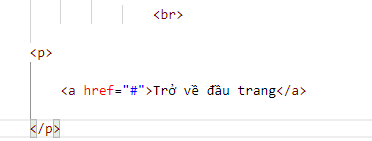 <br>
<p>
<a href="#">Trở về đầu trang</a>
</p>